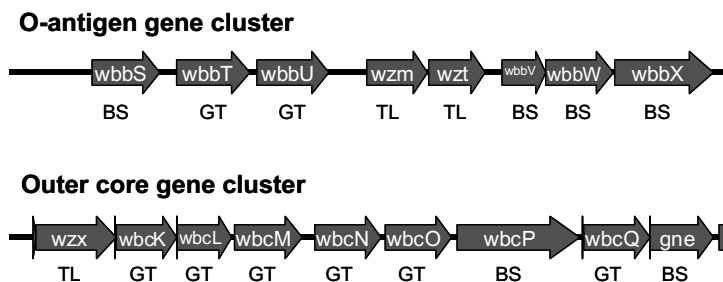 O-antigen gene cluster
wbbS wbbT wbbU wzm wzt wbbV wbbW wbbX
BS GT GT TL TL BS BS BS
Outer core gene cluster
wzx wbcK wbcL wbcM wbcN wbcO wbcP wbcQ gne
TL GT GT GT GT GT BS GT BS